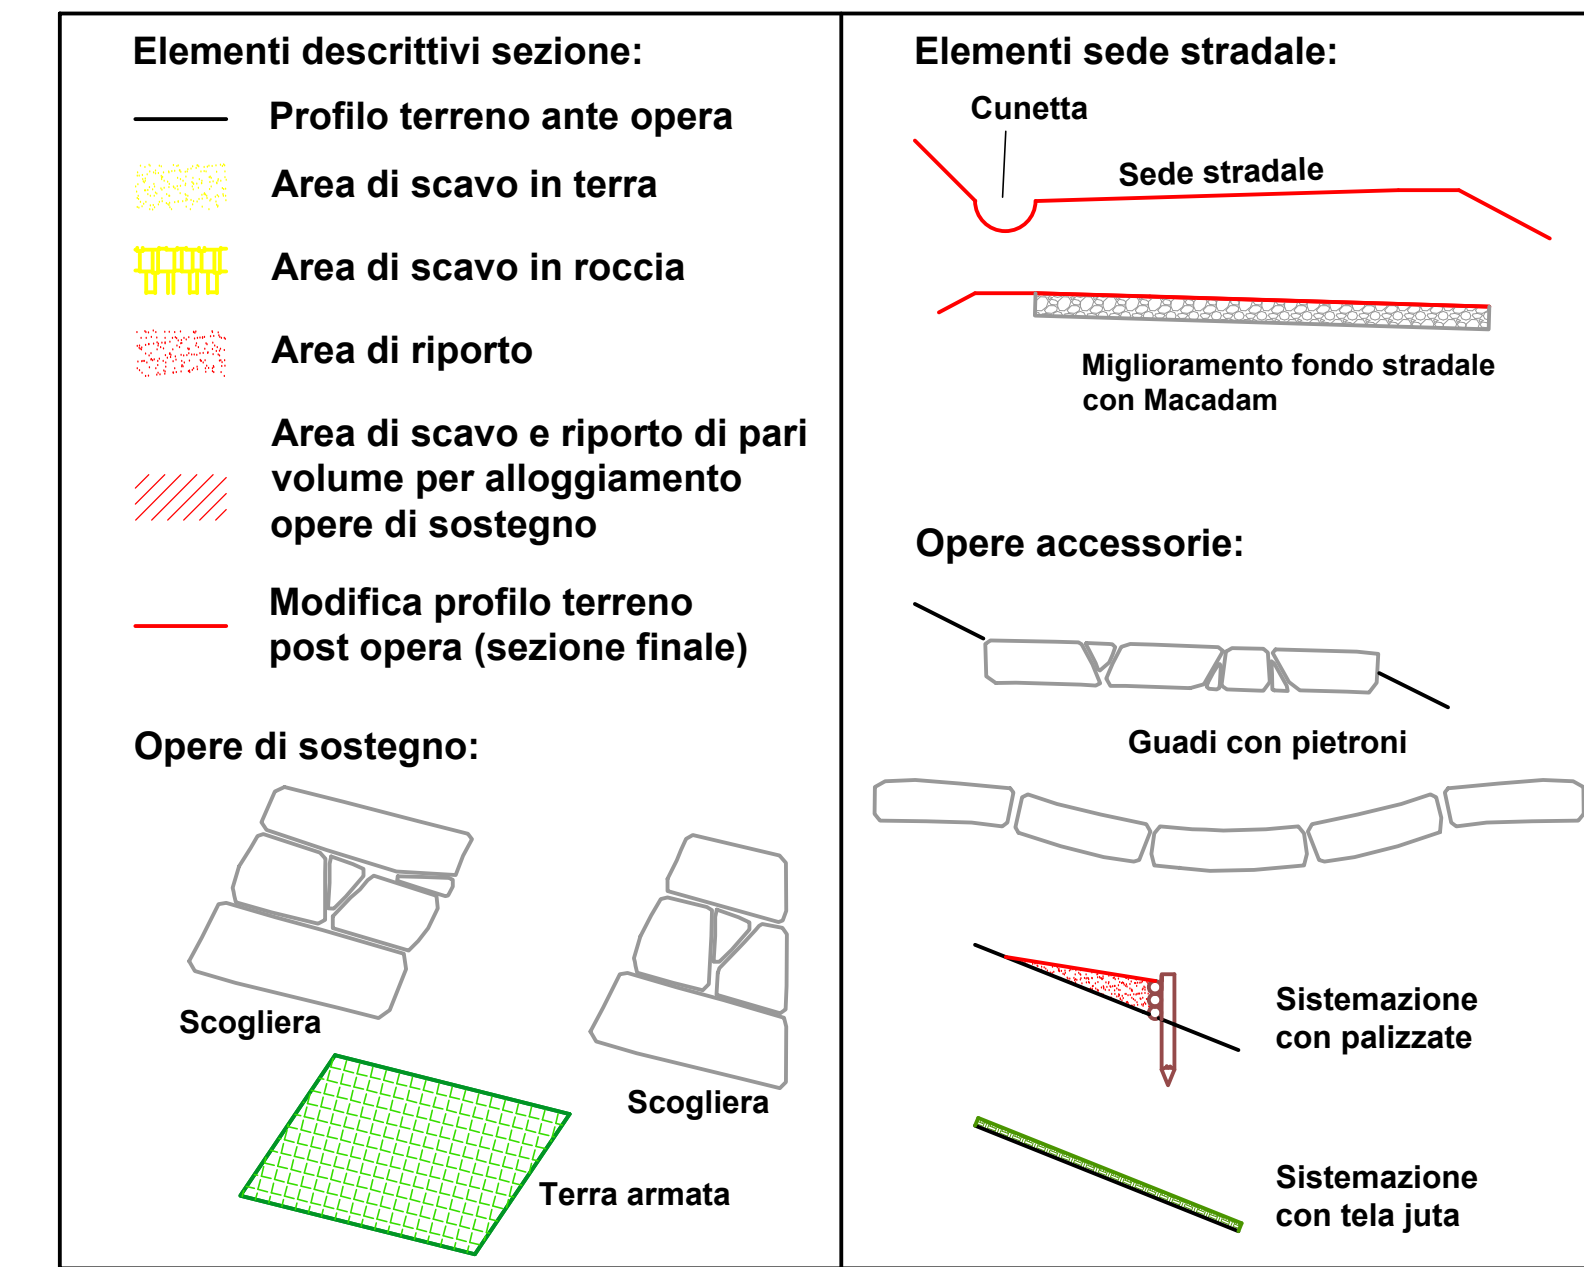 Elementi descrittivi sezione:
Profilo terreno ante opera
Area di scavo in terra
Area di scavo in roccia
Area di riporto
Area di scavo e riporto di pari
volume per alloggiamento
opere di sostegno
Modifica profilo terreno
post opera (sezione finale)
Opere di sostegno:
Scogliera
Scogliera
Terra armata
Elementi sede stradale:
Cunetta
Sede stradale
Miglioramento fondo stradale
con Macadam
Opere accessorie:
Guadi con pietroni
Sistemazione
con palizzate
Sistemazione
con tela juta